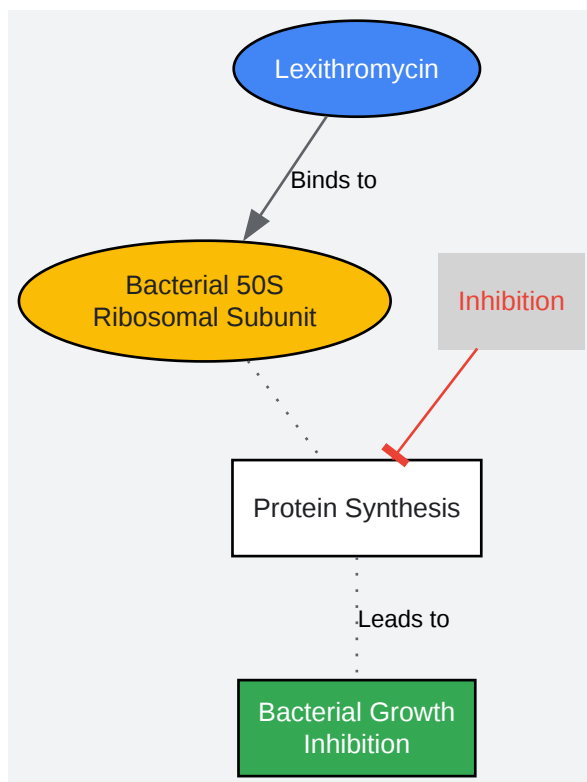 Lexithromycin
Binds to
Bacterial 50S
Ribosomal Subunit
Inhibition
Protein Synthesis
Leads to
Bacterial Growth
Inhibition